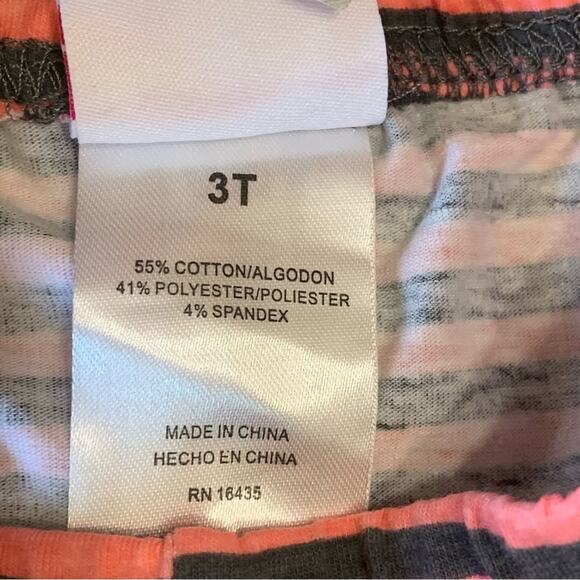 3T
55% COTTON/ALGODON
41% POLYESTER/POLIESTER
4% SPANDEX
MADE IN CHINA
HECHO EN CHINA
RN 16435